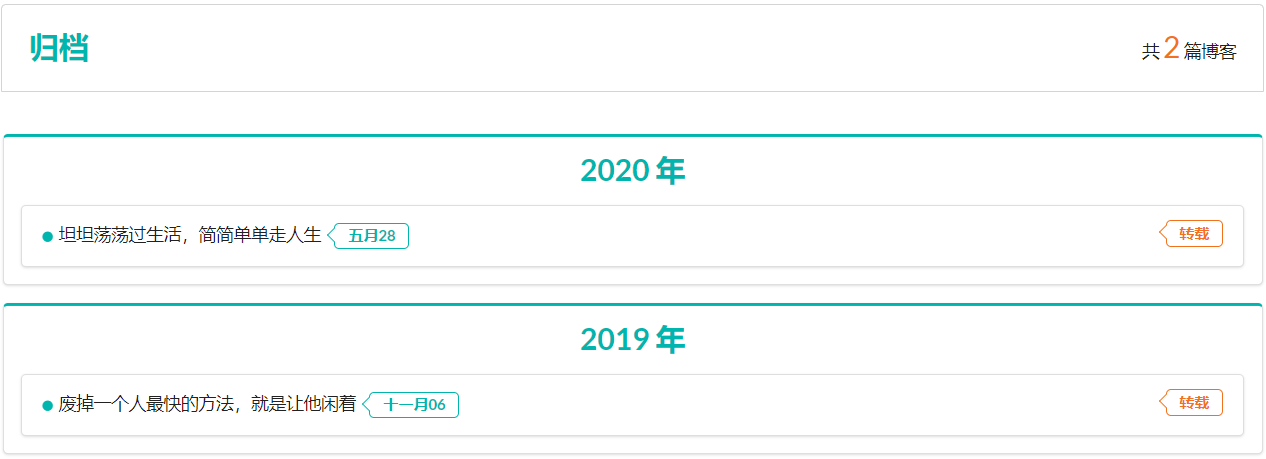 归档 共 2 篇博客
2020 年
坦坦荡荡过生活，简简单单走人生 五月28 转载
2019 年
废掉一个人最快的方法，就是让他闲着 十一月06 转载